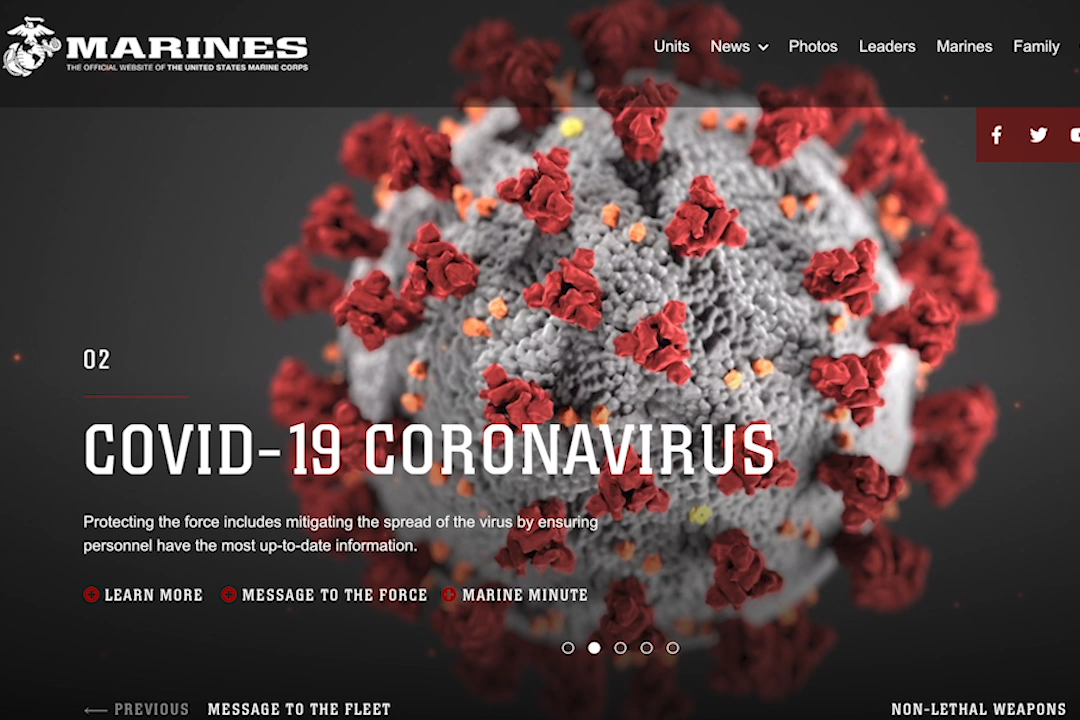 MARINES
THE OFFICIAL WEBSITE OF THE UNITED STATES MARINE CORPS
Units News Photos Leaders Marines Family
02
COVID-19 CORONAVIRUS
Protecting the force includes mitigating the spread of the virus by ensuring
personnel have the most up-to-date information.
LEARN MORE MESSAGE TO THE FORCE MARINE MINUTE
PREVIOUS MESSAGE TO THE FLEET NON-LETHAL WEAPONS